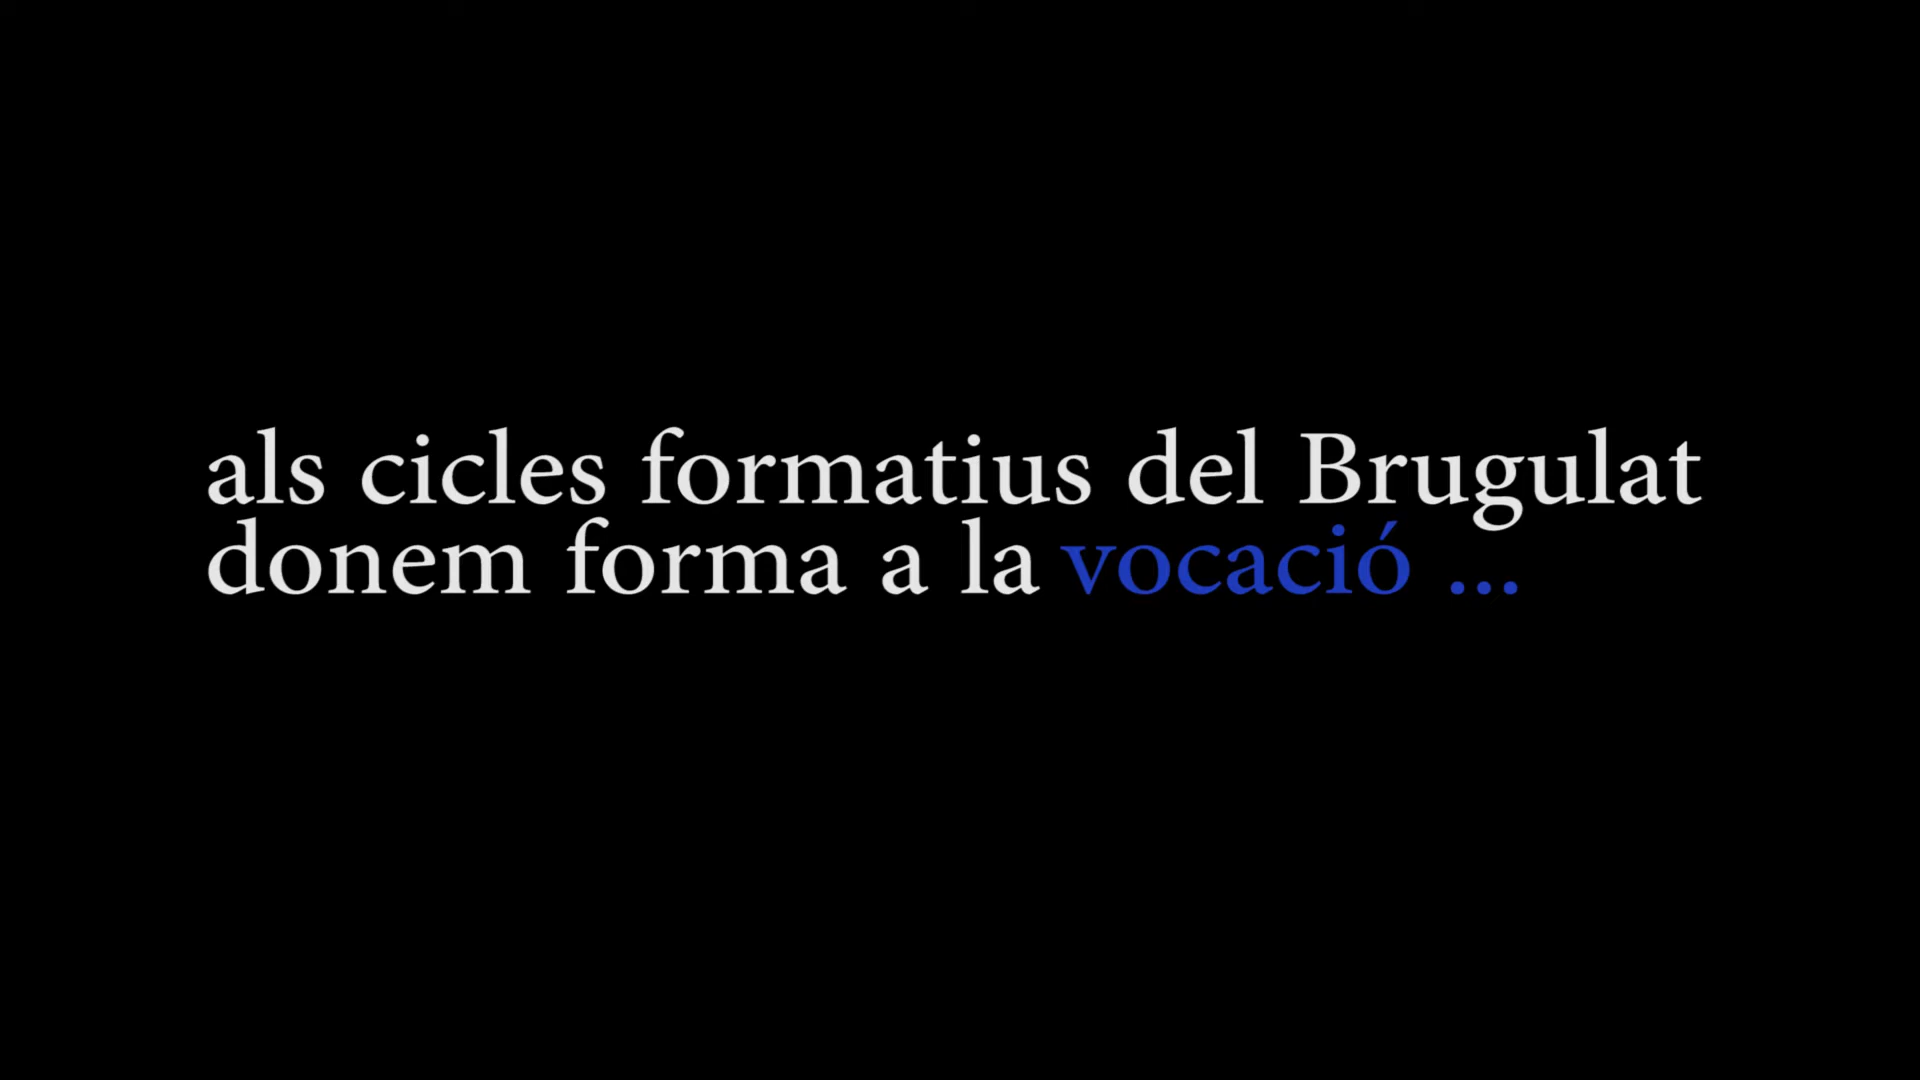 als cicles formatius del Brugulat
donem forma a la vocació ...